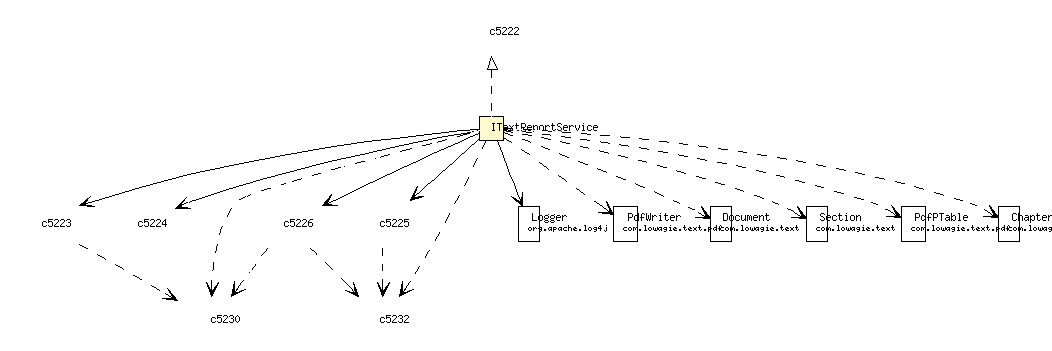 c5222
ITextReportService
c5223
c5224
c5226
c5225
Logger
org.apache.log4j
PdfWriter
com.lowagie.text.pdf
Document
com.lowagie.text
Section
com.lowagie.text
PdfPTable
com.lowagie.text.pdf
Chapter
com.lowag
c5230
c5232